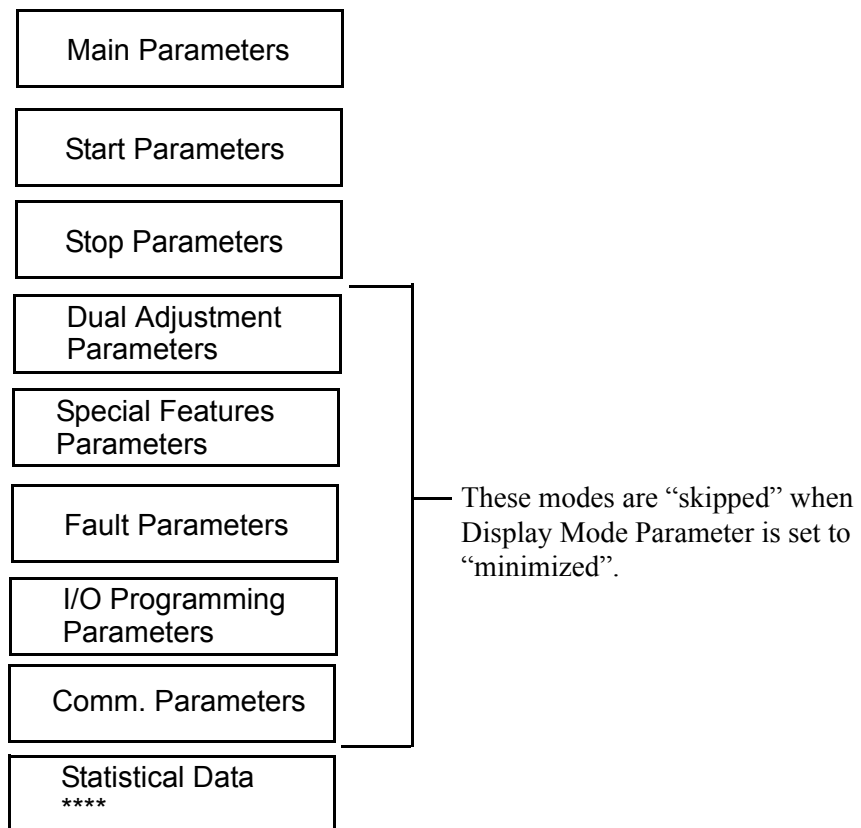 Main Parameters
Start Parameters
Stop Parameters
Dual Adjustment
Parameters
Special Features
Parameters
Fault Parameters
These modes are “skipped” when
Display Mode Parameter is set to
“minimized”.
I/O Programming
Parameters
Comm. Parameters
Statistical Data
****